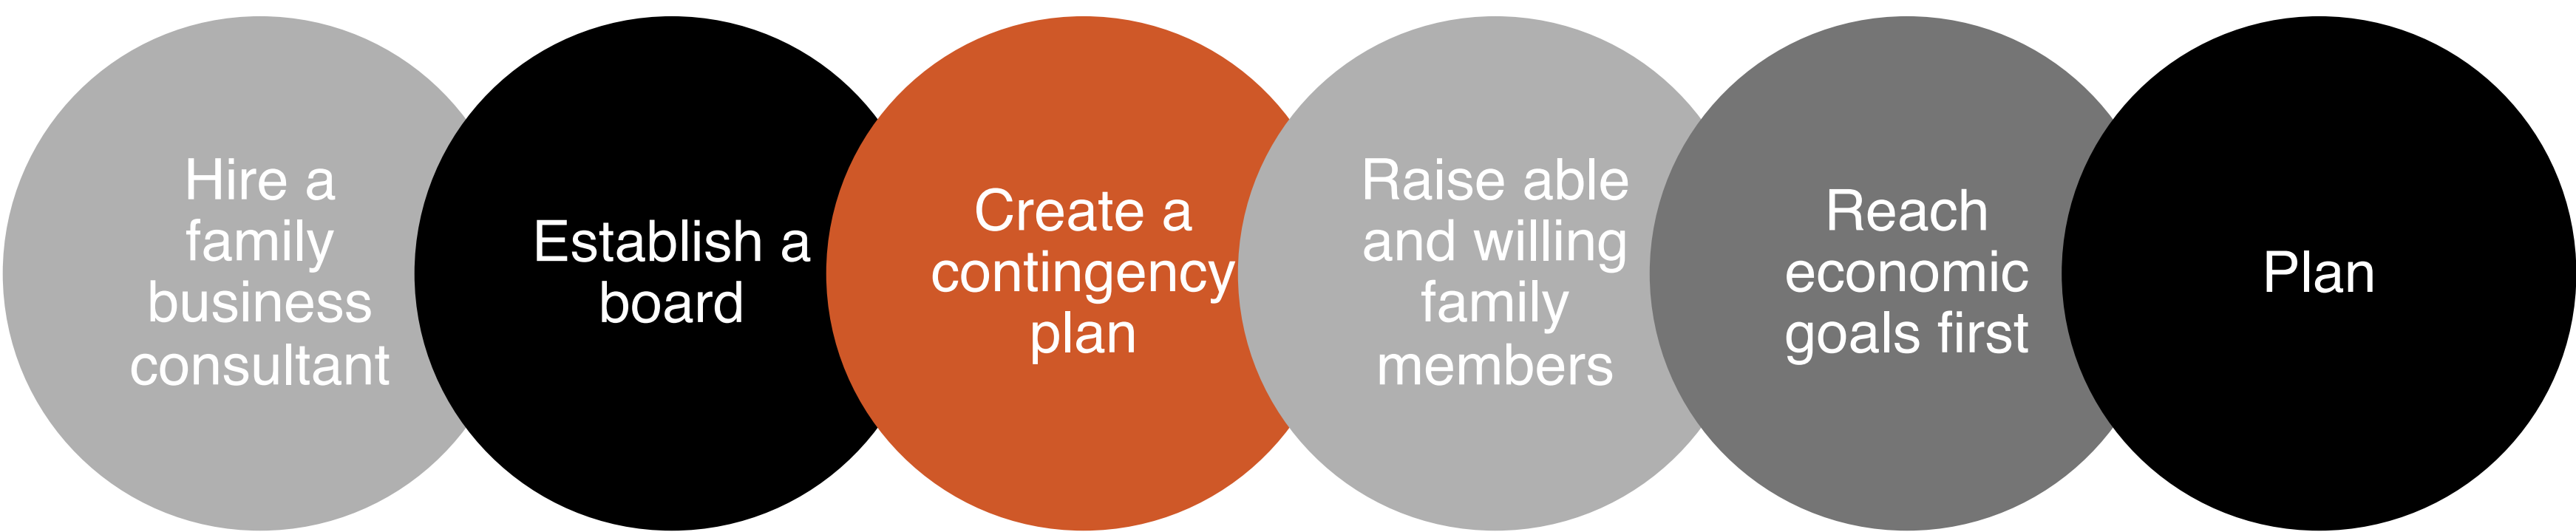 Hire a
family
business
consultant
Establish a
board
Create a
contingency
plan
Raise able
and willing
family
members
Reach
economic
goals first
Plan